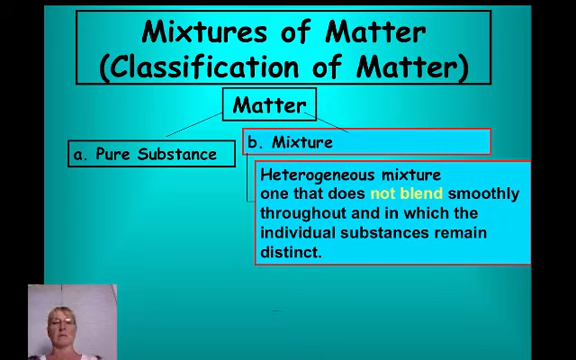 Mixtures of Matter
(Classification of Matter)
Matter
a. Pure Substance
b. Mixture
Heterogeneous mixture
one that does not blend smoothly
throughout and in which the
individual substances remain
distinct.